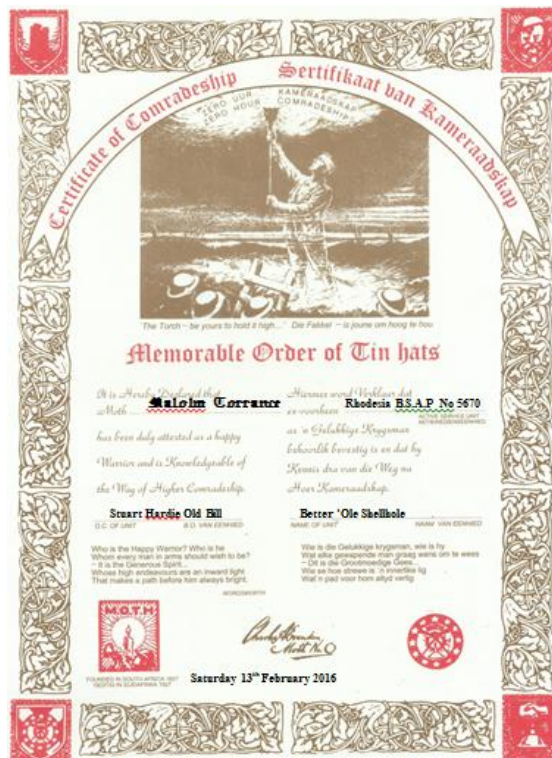 Certificate of Comradeship
Sertifikaat van Kameraadskap
ZERO UUR KAMERAADSKAP
ZERO HOUR COMRADESHIP
"The Torch – be yours to hold it high..." Die Fakkel – is joune om hoog te hou
Memorable Order of Tin hats
It is Hereby Declared that
Moth... Malcolm Torrance
has been duly attested as a happy
Warrior and is Knowledgeable of
the Way of Higher Comradeship.
Stuart Hardie Old Bill
O.C. OF UNIT B.O. VAN EENHEID
Hiermee word Verklaar dat
Rhodesia B.S.A.P No 5670
ACTIVE SERVICE UNIT
as 'n Gelukkige Krygsman
behoorlik bevestig is en dat hy
Kennis dra van die Weg na
Hoer Kameraadskap.
Better 'Ole Shellhole
NAME OF UNIT NAAM VAN EENHEID
Who is the Happy Warrior? Who is he
Whom every man in arms should wish to be?
– It is the Generous Spirit...
Whose high endeavours are an inward light
That makes a path before him always bright.
WORDSWORTH
Wie is die Gelukkige krygsman, wie is hy
Wat elke gewapende man graag wens om te wees
– Dit is die Grootmoedige Gees...
Wie se hoe strewe is 'n innerlike lig
Wat 'n pad voor hom altyd verlig
M.O.T.H
FOUNDED IN SOUTH AFRICA 1927
GESTIG IN SUIDAFRIKA 1927
Moth No. O
Saturday 13th February 2016